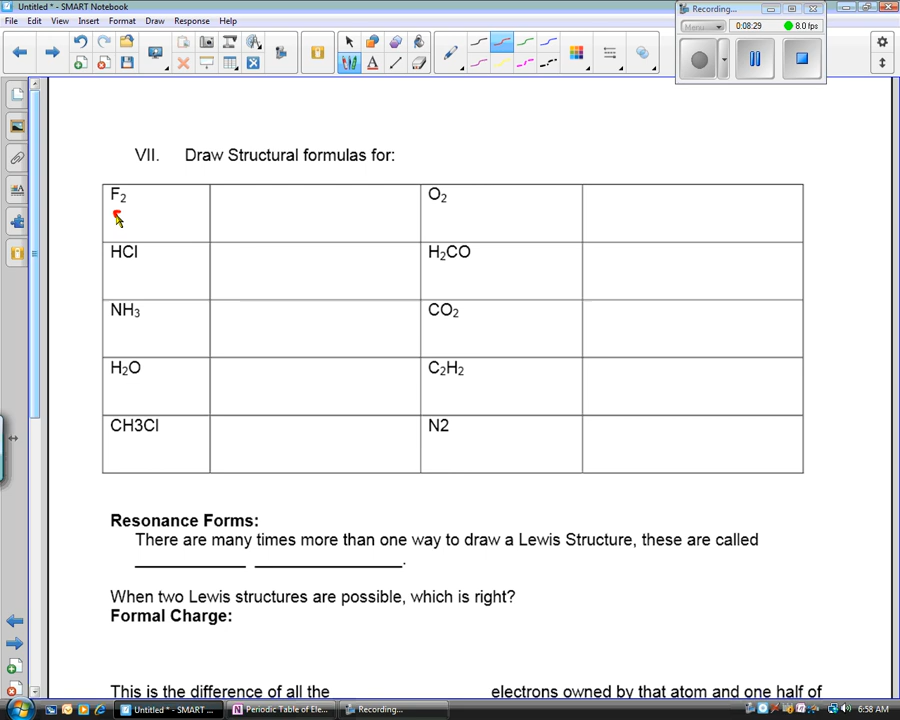 Untitled * - SMART Notebook
Recording...
File Edit View Insert Format Draw Response Help
Menu
0:08:29
8.0 fps
VII. Draw Structural formulas for:
F₂ O₂
HCl H₂CO
NH₃ CO₂
H₂O C₂H₂
CH3Cl N2
Resonance Forms:
There are many times more than one way to draw a Lewis Structure, these are called
__________ ______________.
When two Lewis structures are possible, which is right?
Formal Charge:
This is the difference of all the electrons owned by that atom and one half of
Untitled * - SMART ...
Periodic Table of Ele...
Recording...
6:58 AM